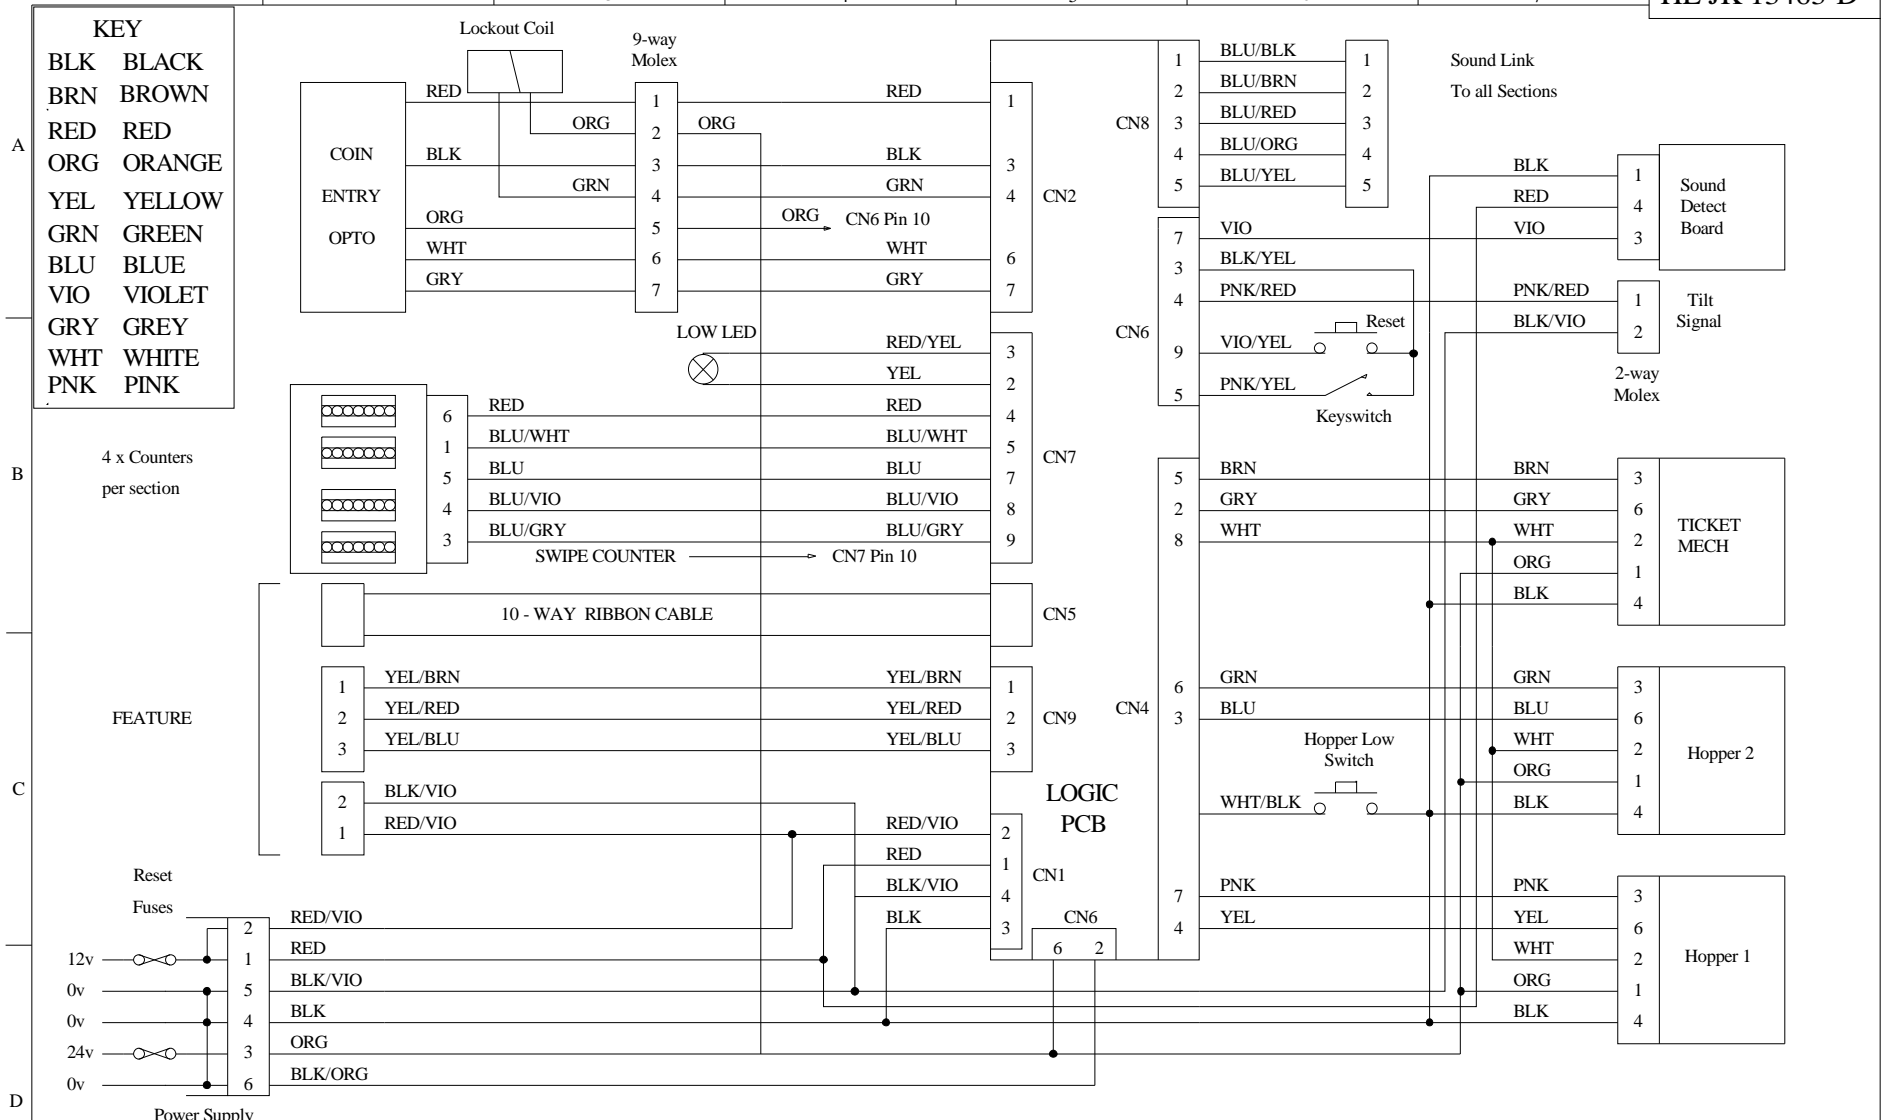 HE-JK-15463-D
KEY
BLK BLACK
BRN BROWN
RED RED
ORG ORANGE
YEL YELLOW
GRN GREEN
BLU BLUE
VIO VIOLET
GRY GREY
WHT WHITE
PNK PINK
A
B
C
D
Lockout Coil
9-way
Molex
COIN
ENTRY
OPTO
RED
ORG
BLK
GRN
ORG
WHT
GRY
1
2
3
4
5
6
7
RED
ORG
BLK
GRN
ORG CN6 Pin 10
WHT
GRY
1
3
4
6
7
CN2
LOW LED
RED/YEL 3
YEL 2
4 x Counters
per section
6 RED RED 4
1 BLU/WHT BLU/WHT 5
5 BLU BLU 7
4 BLU/VIO BLU/VIO 8
3 BLU/GRY BLU/GRY 9
CN7
SWIPE COUNTER CN7 Pin 10
10 - WAY RIBBON CABLE
CN5
FEATURE
1 YEL/BRN YEL/BRN 1
2 YEL/RED YEL/RED 2
3 YEL/BLU YEL/BLU 3
CN9
2 BLK/VIO
1 RED/VIO
LOGIC
PCB
RED/VIO 2
RED 1
BLK/VIO 4
BLK 3
CN1
CN6
6 2
Reset
Fuses
2 RED/VIO
12v 1 RED
0v 5 BLK/VIO
0v 4 BLK
24v 3 ORG
0v 6 BLK/ORG
Power Supply
CN8
1 BLU/BLK 1
2 BLU/BRN 2
3 BLU/RED 3
4 BLU/ORG 4
5 BLU/YEL 5
Sound Link
To all Sections
CN6
7 VIO
3 BLK/YEL
4 PNK/RED
9 VIO/YEL
5 PNK/YEL
Reset
Keyswitch
BLK 1
RED 4
VIO 3
Sound
Detect
Board
PNK/RED 1
BLK/VIO 2
Tilt
Signal
2-way
Molex
CN4
5 BRN BRN 3
2 GRY GRY 6
8 WHT WHT 2
ORG 1
BLK 4
TICKET
MECH
6 GRN GRN 3
3 BLU BLU 6
WHT 2
ORG 1
WHT/BLK BLK 4
Hopper Low
Switch
Hopper 2
7 PNK PNK 3
4 YEL YEL 6
WHT 2
ORG 1
BLK 4
Hopper 1